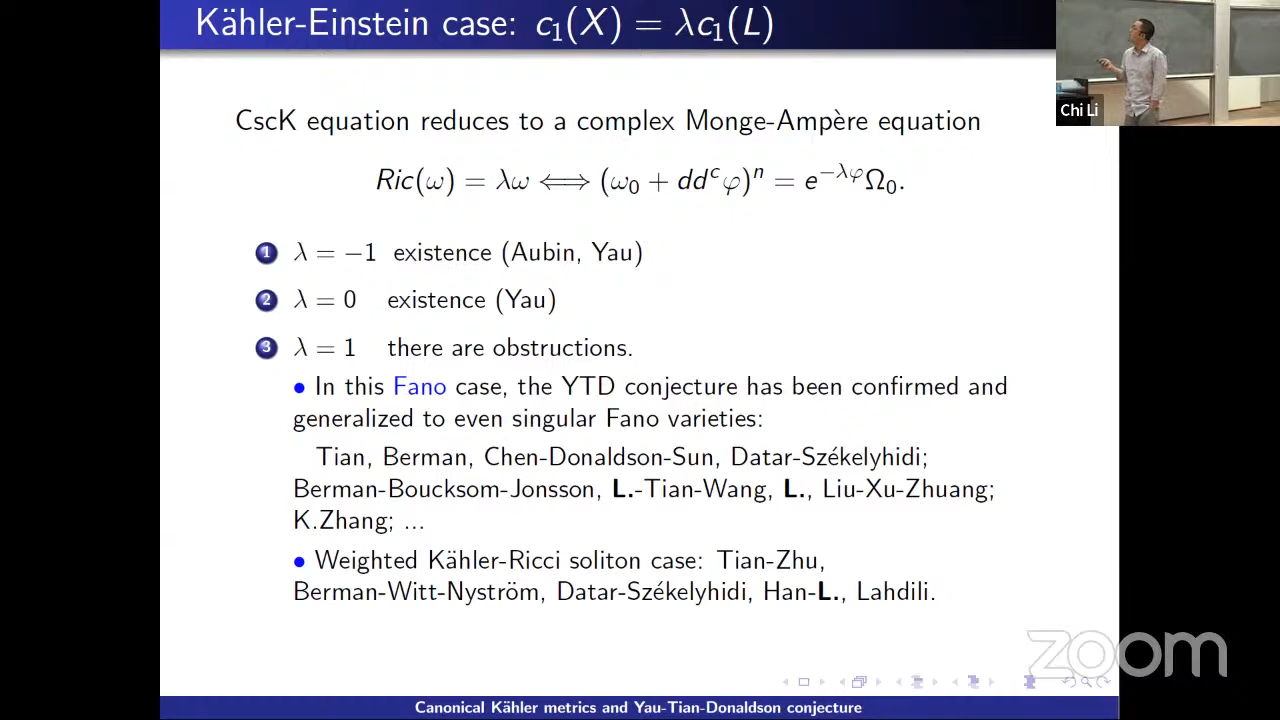 Kähler-Einstein case: c₁(X) = λc₁(L)
Chi Li
CscK equation reduces to a complex Monge-Ampère equation
Ric(ω) = λω ⟺ (ω₀ + ddᶜφ)ⁿ = e^{−λφ}Ω₀.
1 λ = −1 existence (Aubin, Yau)
2 λ = 0 existence (Yau)
3 λ = 1 there are obstructions.
• In this Fano case, the YTD conjecture has been confirmed and
generalized to even singular Fano varieties:
Tian, Berman, Chen-Donaldson-Sun, Datar-Székelyhidi;
Berman-Boucksom-Jonsson, L.-Tian-Wang, L., Liu-Xu-Zhuang;
K.Zhang; ...
• Weighted Kähler-Ricci soliton case: Tian-Zhu,
Berman-Witt-Nyström, Datar-Székelyhidi, Han-L., Lahdili.
zoom
Canonical Kähler metrics and Yau-Tian-Donaldson conjecture